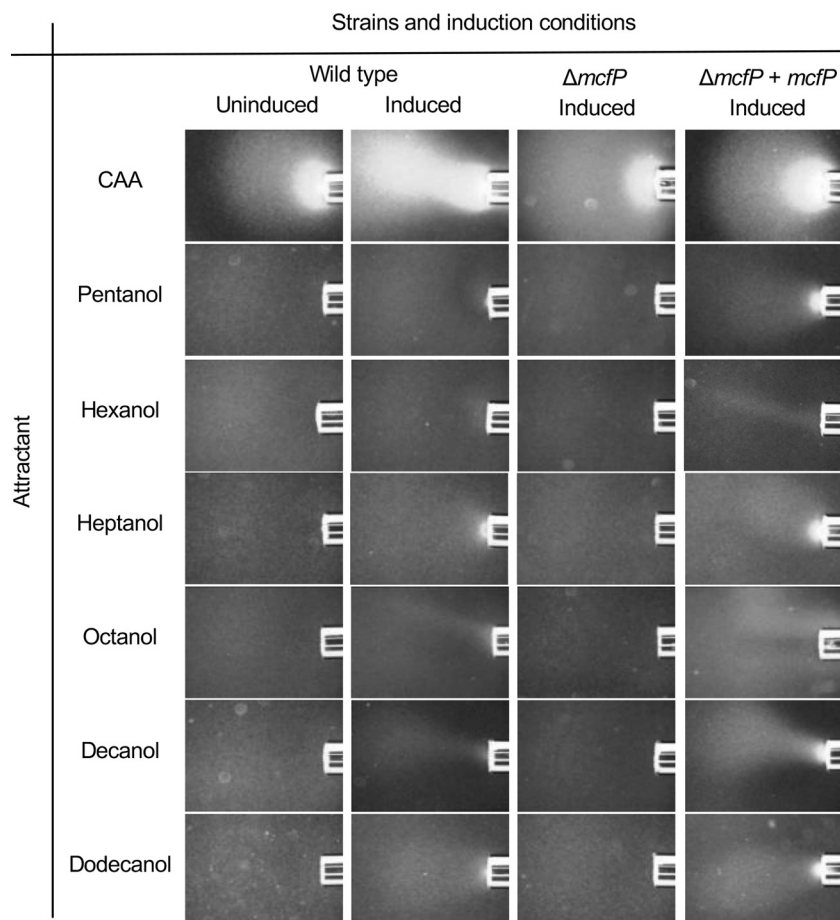 Strains and induction conditions
Wild type
ΔmcfP
ΔmcfP + mcfP
Uninduced
Induced
Induced
Induced
Attractant
CAA
Pentanol
Hexanol
Heptanol
Octanol
Decanol
Dodecanol